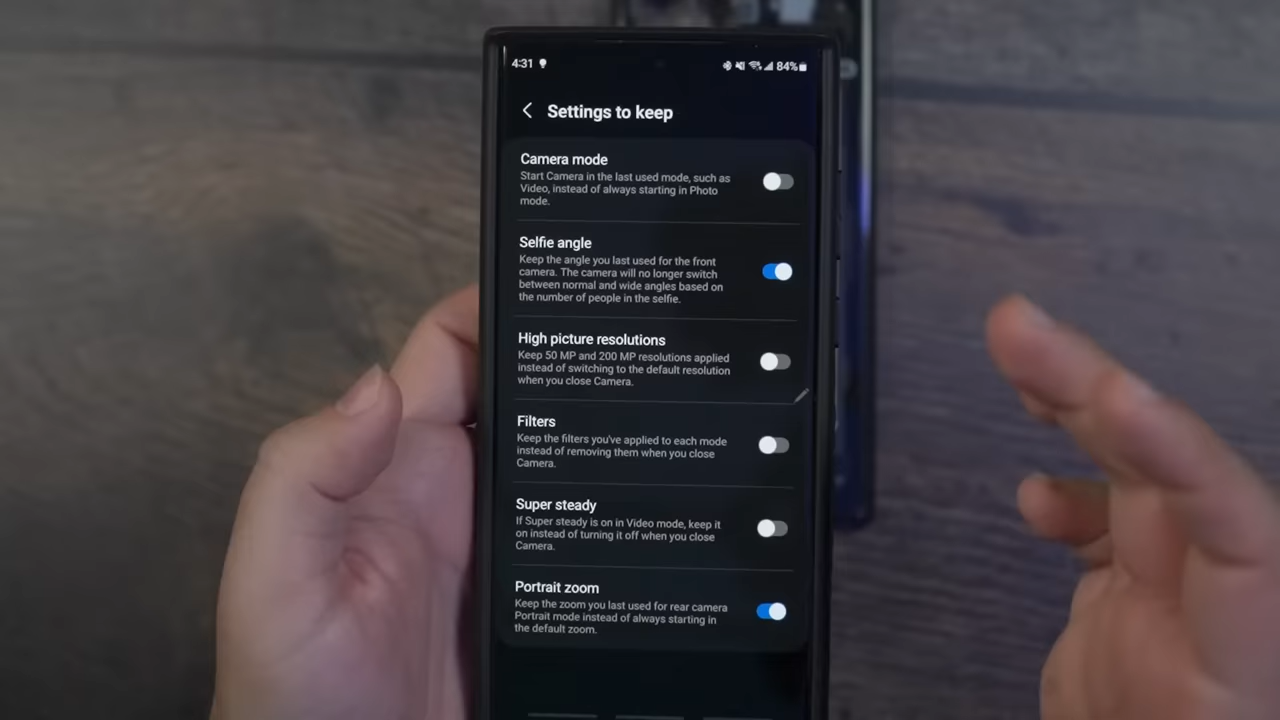 4:31 84%
Settings to keep
Camera mode
Start Camera in the last used mode, such as
Video, instead of always starting in Photo
mode.
Selfie angle
Keep the angle you last used for the front
camera. The camera will no longer switch
between normal and wide angles based on
the number of people in the selfie.
High picture resolutions
Keep 50 MP and 200 MP resolutions applied
instead of switching to the default resolution
when you close Camera.
Filters
Keep the filters you've applied to each mode
instead of removing them when you close
Camera.
Super steady
If Super steady is on in Video mode, keep it
on instead of turning it off when you close
Camera.
Portrait zoom
Keep the zoom you last used for rear camera
Portrait mode instead of always starting in
the default zoom.